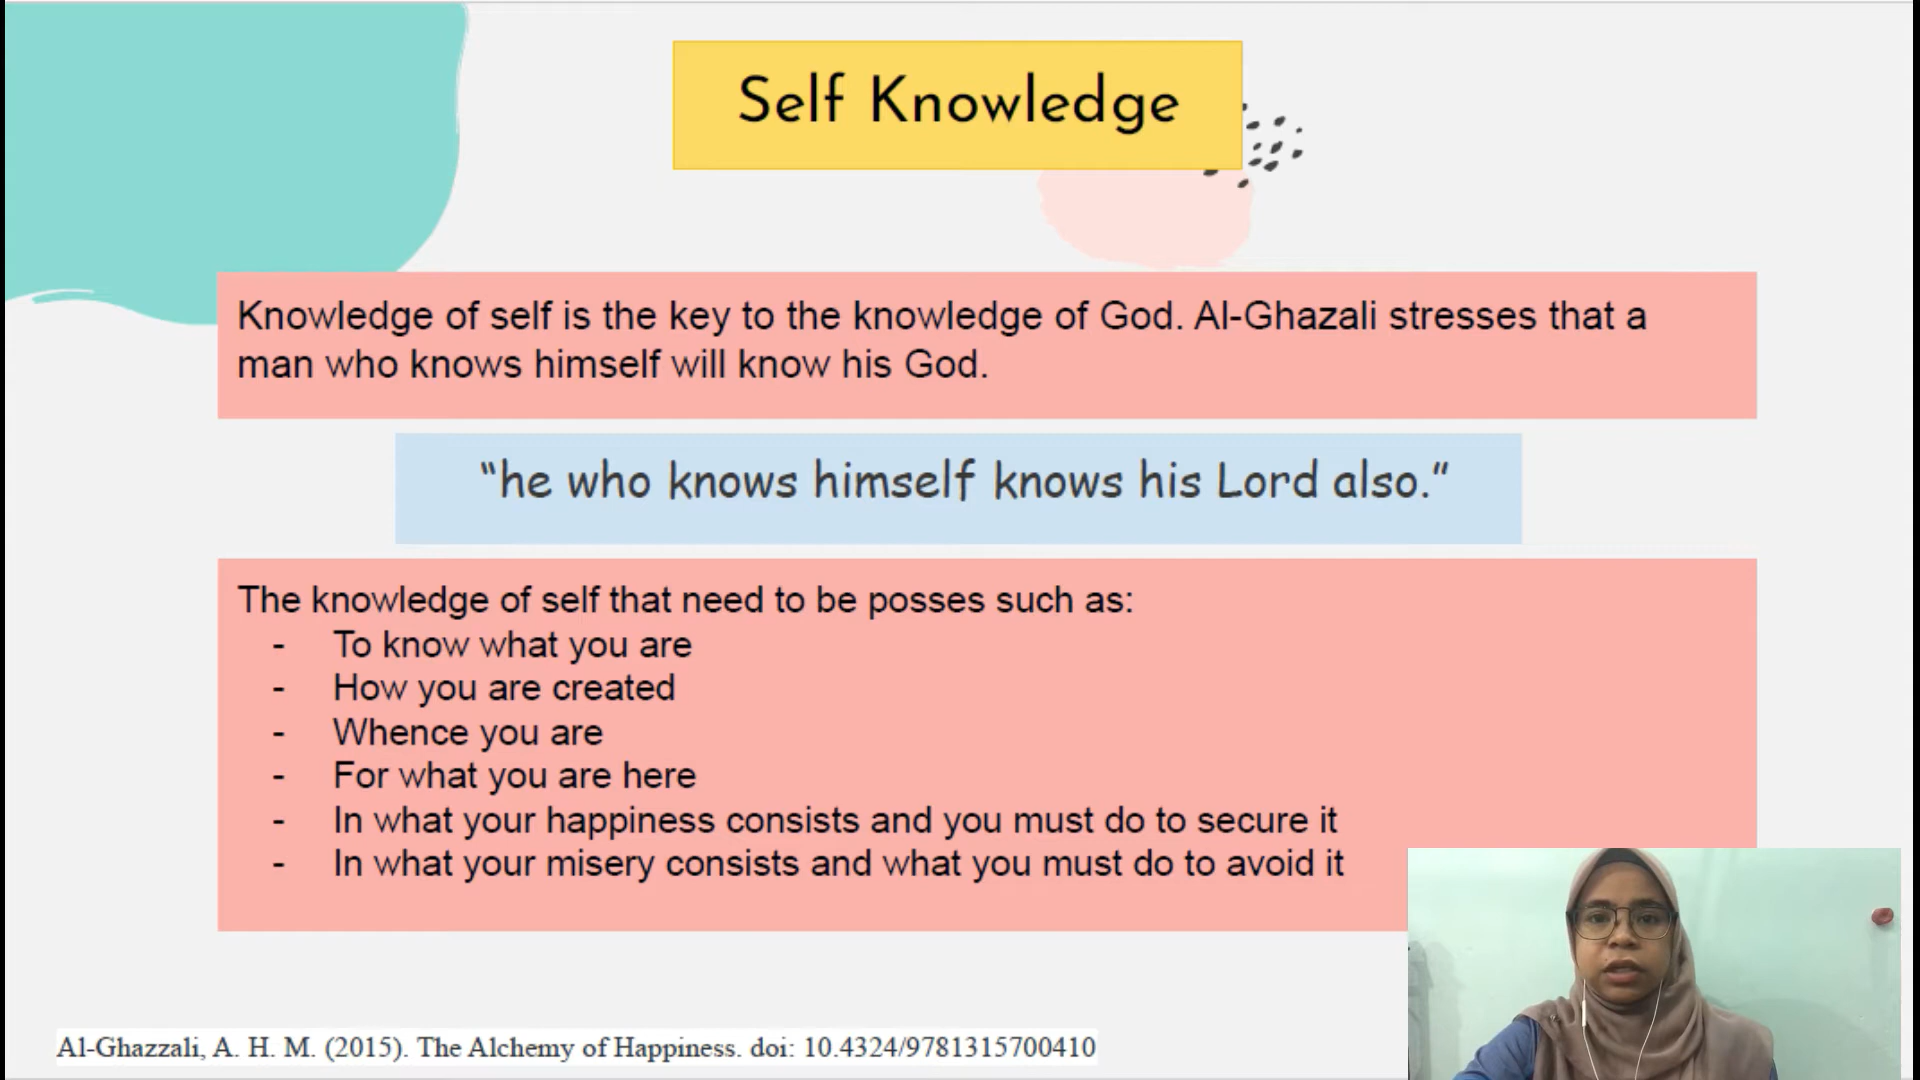 Self Knowledge
Knowledge of self is the key to the knowledge of God. Al-Ghazali stresses that a
man who knows himself will know his God.
“he who knows himself knows his Lord also.”
The knowledge of self that need to be posses such as:
- To know what you are
- How you are created
- Whence you are
- For what you are here
- In what your happiness consists and you must do to secure it
- In what your misery consists and what you must do to avoid it
Al-Ghazzali, A. H. M. (2015). The Alchemy of Happiness. doi: 10.4324/9781315700410